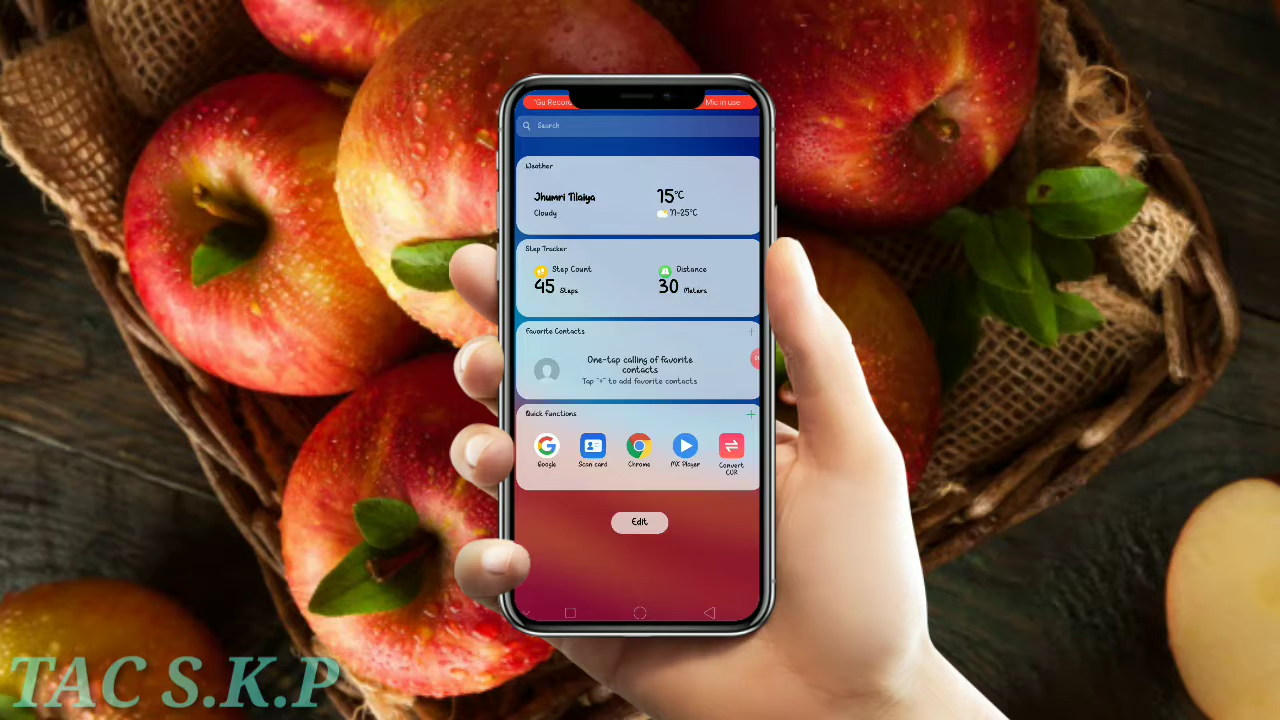 "Gu Record
Mic in use
Search
Weather
Jhumri Tilaiya
15°C
Cloudy
11~25°C
Step Tracker
Step Count
Distance
45 Steps
30 Meters
Favorite Contacts
One-tap calling of favorite
contacts
Tap "+" to add favorite contacts
Quick Functions
Google
Scan card
Chrome
MX Player
Convert
CUR
Edit
TAC S.K.P